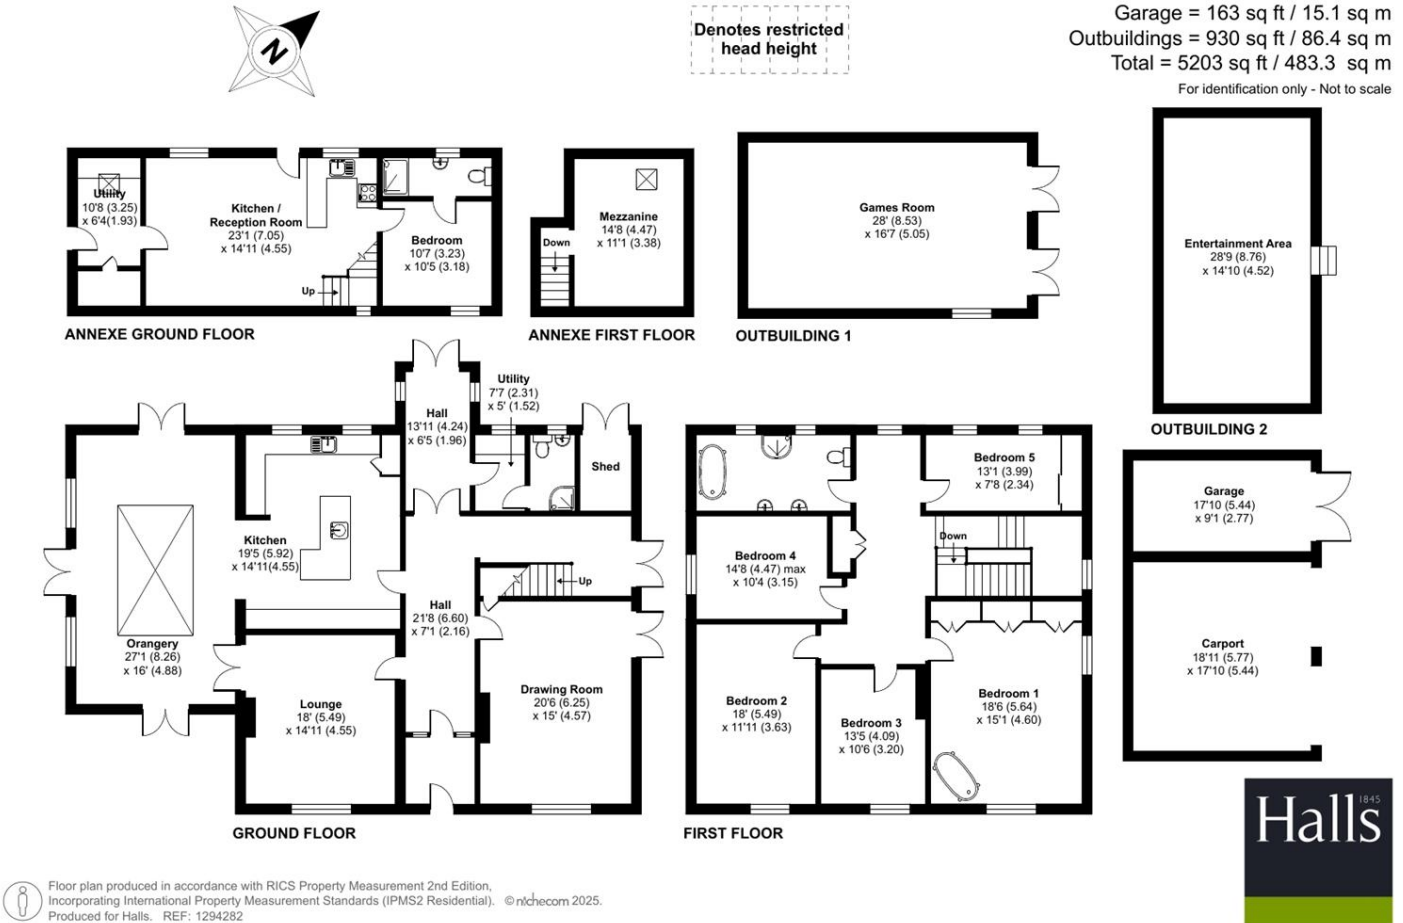 Garage = 163 sq ft / 15.1 sq m
Outbuildings = 930 sq ft / 86.4 sq m
Total = 5203 sq ft / 483.3 sq m
For identification only - Not to scale
Denotes restricted
head height
N
Utility
10'8 (3.25)
x 6'4(1.93)
Kitchen /
Reception Room
23'1 (7.05)
x 14'11 (4.55)
Up
Bedroom
10'7 (3.23)
x 10'5 (3.18)
ANNEXE GROUND FLOOR
Mezzanine
14'8 (4.47)
x 11'1 (3.38)
Down
ANNEXE FIRST FLOOR
Games Room
28' (8.53)
x 16'7 (5.05)
OUTBUILDING 1
Entertainment Area
28'9 (8.76)
x 14'10 (4.52)
OUTBUILDING 2
Hall
13'11 (4.24)
x 6'5 (1.96)
Utility
7'7 (2.31)
x 5' (1.52)
Shed
Kitchen
19'5 (5.92)
x 14'11(4.55)
Up
Hall
21'8 (6.60)
x 7'1 (2.16)
Orangery
27'1 (8.26)
x 16' (4.88)
Lounge
18' (5.49)
x 14'11 (4.55)
Drawing Room
20'6 (6.25)
x 15' (4.57)
GROUND FLOOR
Bedroom 5
13'1 (3.99)
x 7'8 (2.34)
Down
Bedroom 4
14'8 (4.47) max
x 10'4 (3.15)
Bedroom 2
18' (5.49)
x 11'11 (3.63)
Bedroom 3
13'5 (4.09)
x 10'6 (3.20)
Bedroom 1
18'6 (5.64)
x 15'1 (4.60)
FIRST FLOOR
Garage
17'10 (5.44)
x 9'1 (2.77)
Carport
18'11 (5.77)
x 17'10 (5.44)
1845
Halls
Floor plan produced in accordance with RICS Property Measurement 2nd Edition,
Incorporating International Property Measurement Standards (IPMS2 Residential). © nichecom 2025.
Produced for Halls. REF: 1294282